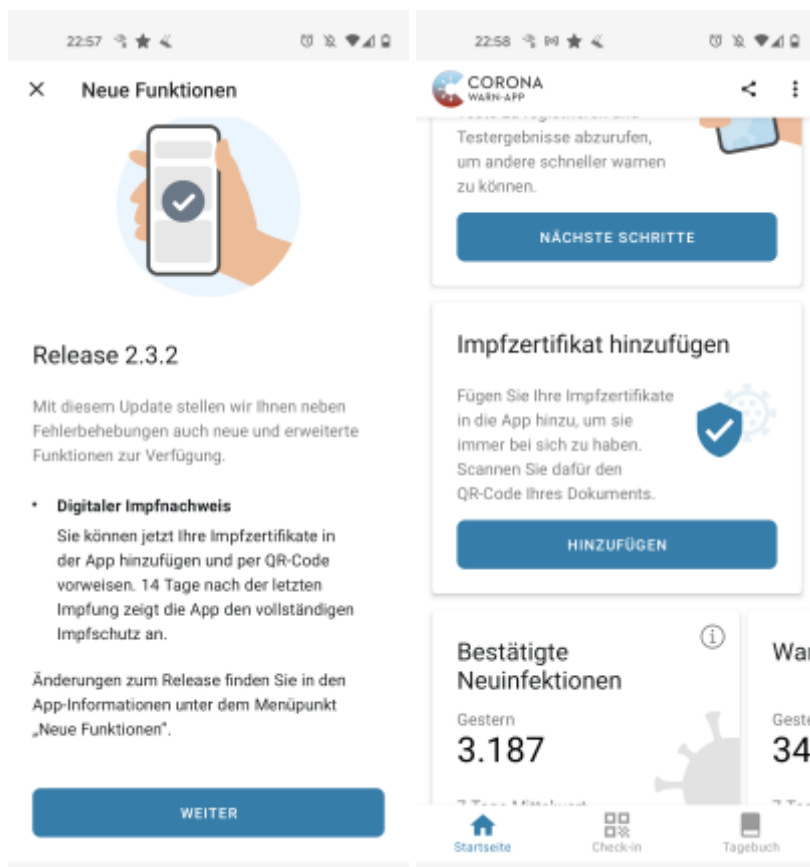 22:57
Neue Funktionen
Release 2.3.2
Mit diesem Update stellen wir Ihnen neben
Fehlerbehebungen auch neue und erweiterte
Funktionen zur Verfügung.
• Digitaler Impfnachweis
Sie können jetzt Ihre Impfzertifikate in
der App hinzufügen und per QR-Code
vorweisen. 14 Tage nach der letzten
Impfung zeigt die App den vollständigen
Impfschutz an.
Änderungen zum Release finden Sie in den
App-Informationen unter dem Menüpunkt
„Neue Funktionen".
WEITER
22:58
CORONA
WARN-APP
Testergebnisse abzurufen,
um andere schneller warnen
zu können.
NÄCHSTE SCHRITTE
Impfzertifikat hinzufügen
Fügen Sie Ihre Impfzertifikate
in die App hinzu, um sie
immer bei sich zu haben.
Scannen Sie dafür den
QR-Code Ihres Dokuments.
HINZUFÜGEN
Bestätigte
Neuinfektionen
Gestern
3.187
34
Startseite
Check-in
Tagebuch